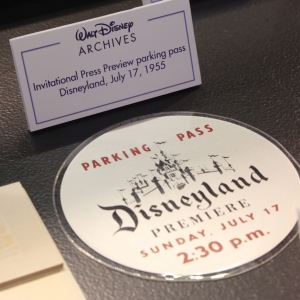 Walt Disney
ARCHIVES
Invitational Press Preview parking pass
Disneyland, July 17, 1955
PARKING PASS
Disneyland
PREMIERE
SUNDAY, JULY 17
2:30 p.m.